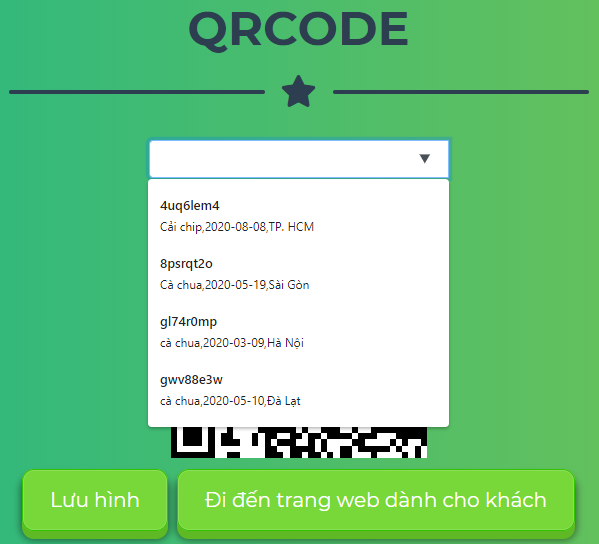 QRCODE
4uq6lem4
Cải chip,2020-08-08,TP. HCM
8psrqt2o
Cà chua,2020-05-19,Sài Gòn
gl74r0mp
cà chua,2020-03-09,Hà Nội
gwv88e3w
cà chua,2020-05-10,Đà Lạt
Lưu hình
Đi đến trang web dành cho khách